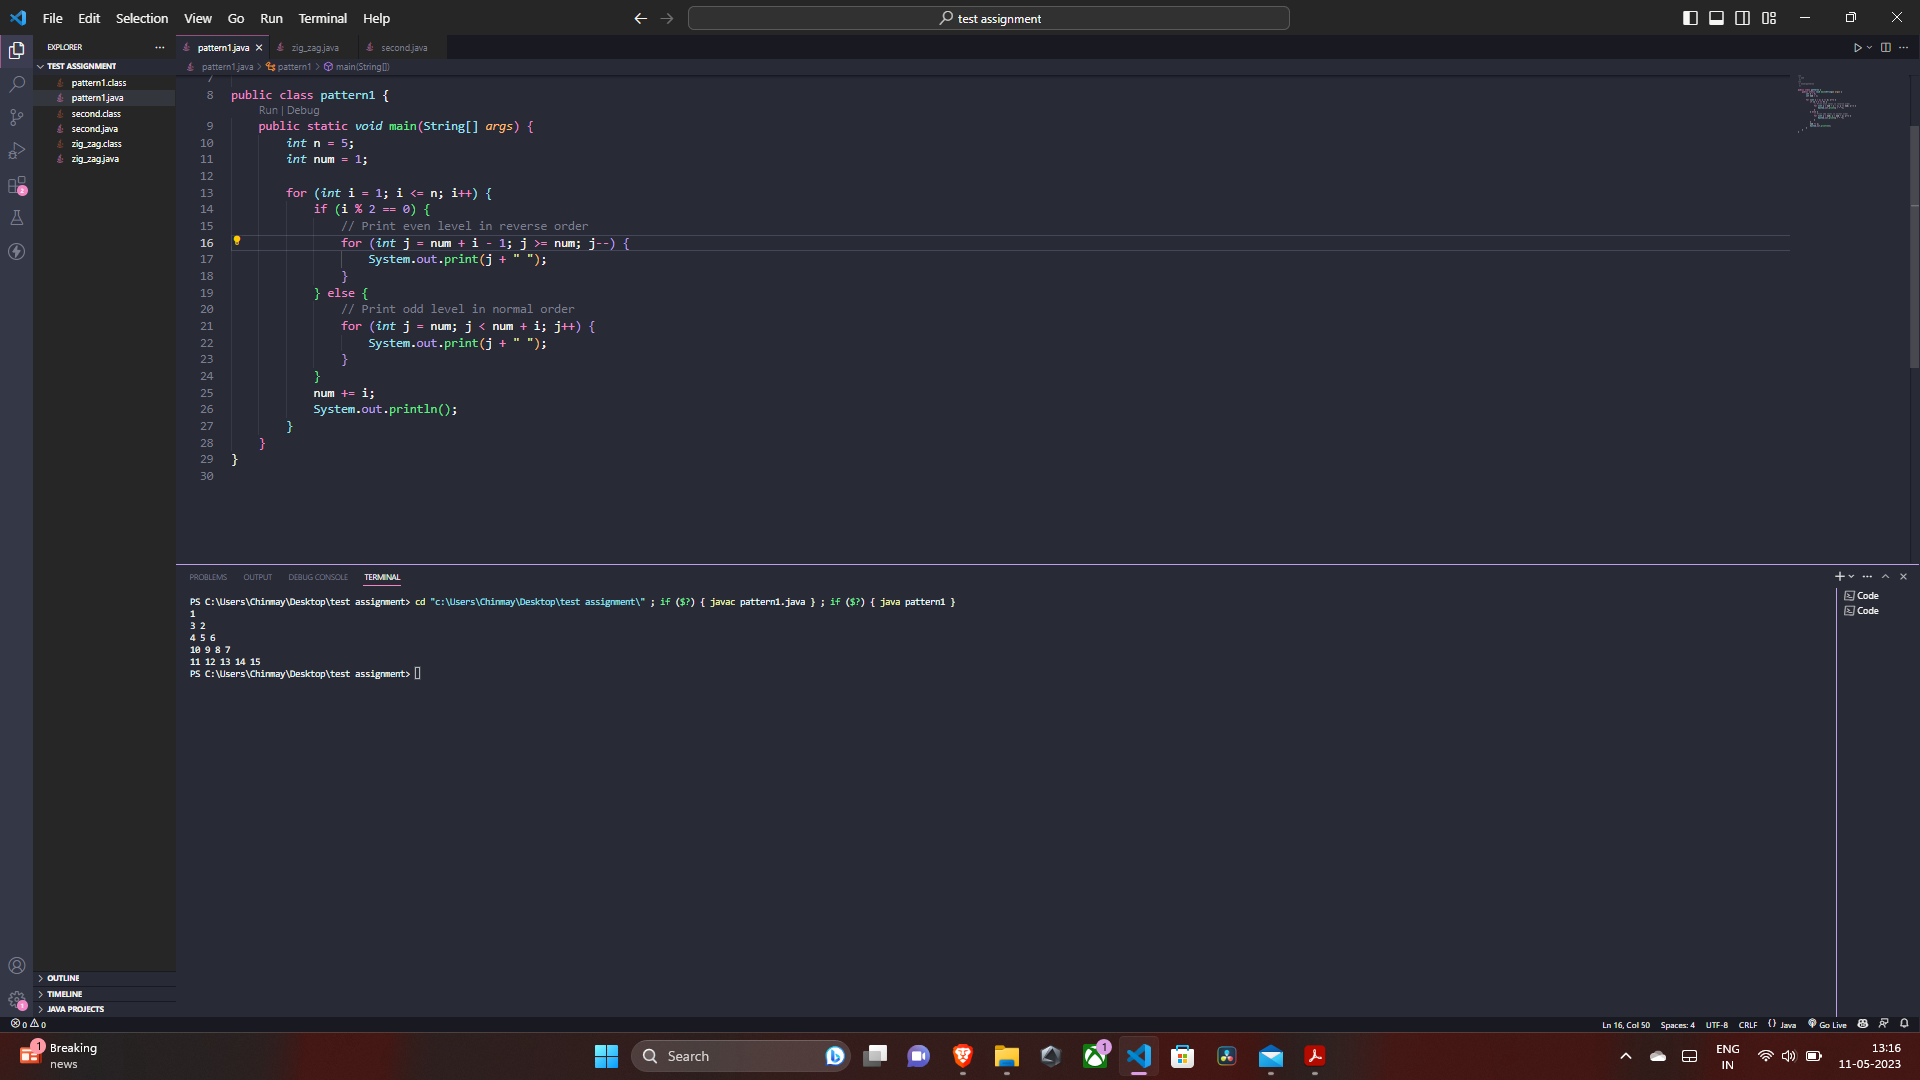 File Edit Selection View Go Run Terminal Help
test assignment
EXPLORER
TEST ASSIGNMENT
pattern1.class
pattern1.java
second.class
second.java
zig_zag.class
zig_zag.java
OUTLINE
TIMELINE
JAVA PROJECTS
pattern1.java zig_zag.java second.java
pattern1.java > pattern1 > main(String[])
7
8 public class pattern1 {
Run | Debug
9 public static void main(String[] args) {
10 int n = 5;
11 int num = 1;
12
13 for (int i = 1; i <= n; i++) {
14 if (i % 2 == 0) {
15 // Print even level in reverse order
16 for (int j = num + i - 1; j >= num; j--) {
17 System.out.print(j + " ");
18 }
19 } else {
20 // Print odd level in normal order
21 for (int j = num; j < num + i; j++) {
22 System.out.print(j + " ");
23 }
24 }
25 num += i;
26 System.out.println();
27 }
28 }
29 }
30
PROBLEMS OUTPUT DEBUG CONSOLE TERMINAL
PS C:\Users\Chinmay\Desktop\test assignment> cd "c:\Users\Chinmay\Desktop\test assignment\" ; if ($?) { javac pattern1.java } ; if ($?) { java pattern1 }
1
3 2
4 5 6
10 9 8 7
11 12 13 14 15
PS C:\Users\Chinmay\Desktop\test assignment>
Code
Code
0 0
Ln 16, Col 50 Spaces: 4 UTF-8 CRLF {} Java Go Live
1
Breaking
news
Search
1
ENG
IN
13:16
11-05-2023